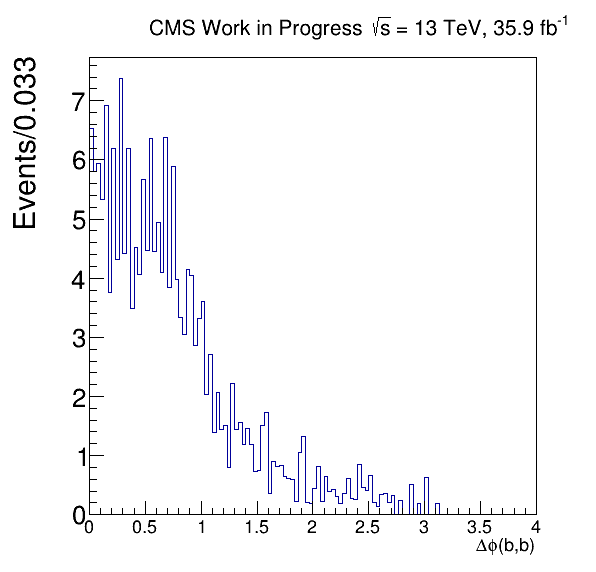 CMS Work in Progress √s = 13 TeV, 35.9 fb⁻¹
Events/0.033
7
6
5
4
3
2
1
0
0 0.5 1 1.5 2 2.5 3 3.5 4
Δϕ(b,b)